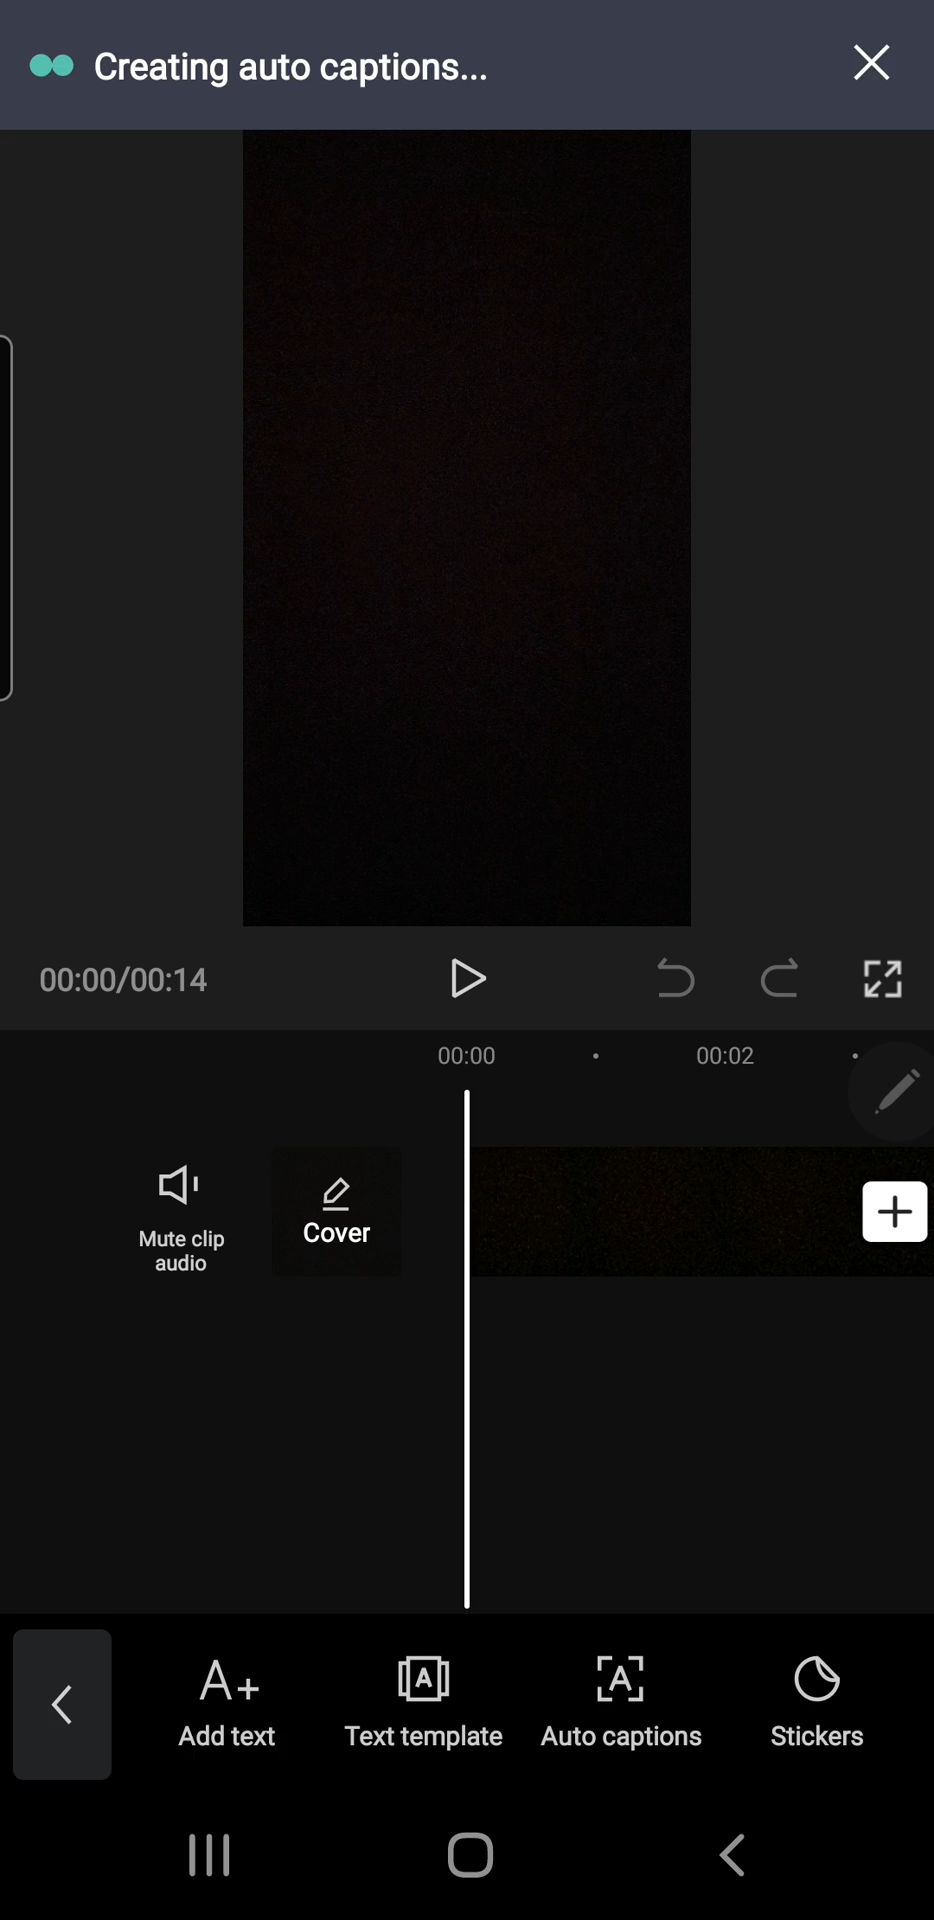 Creating auto captions...
00:00/00:14
00:00
00:02
Mute clip
audio
Cover
A+
Add text
A
Text template
A
Auto captions
Stickers